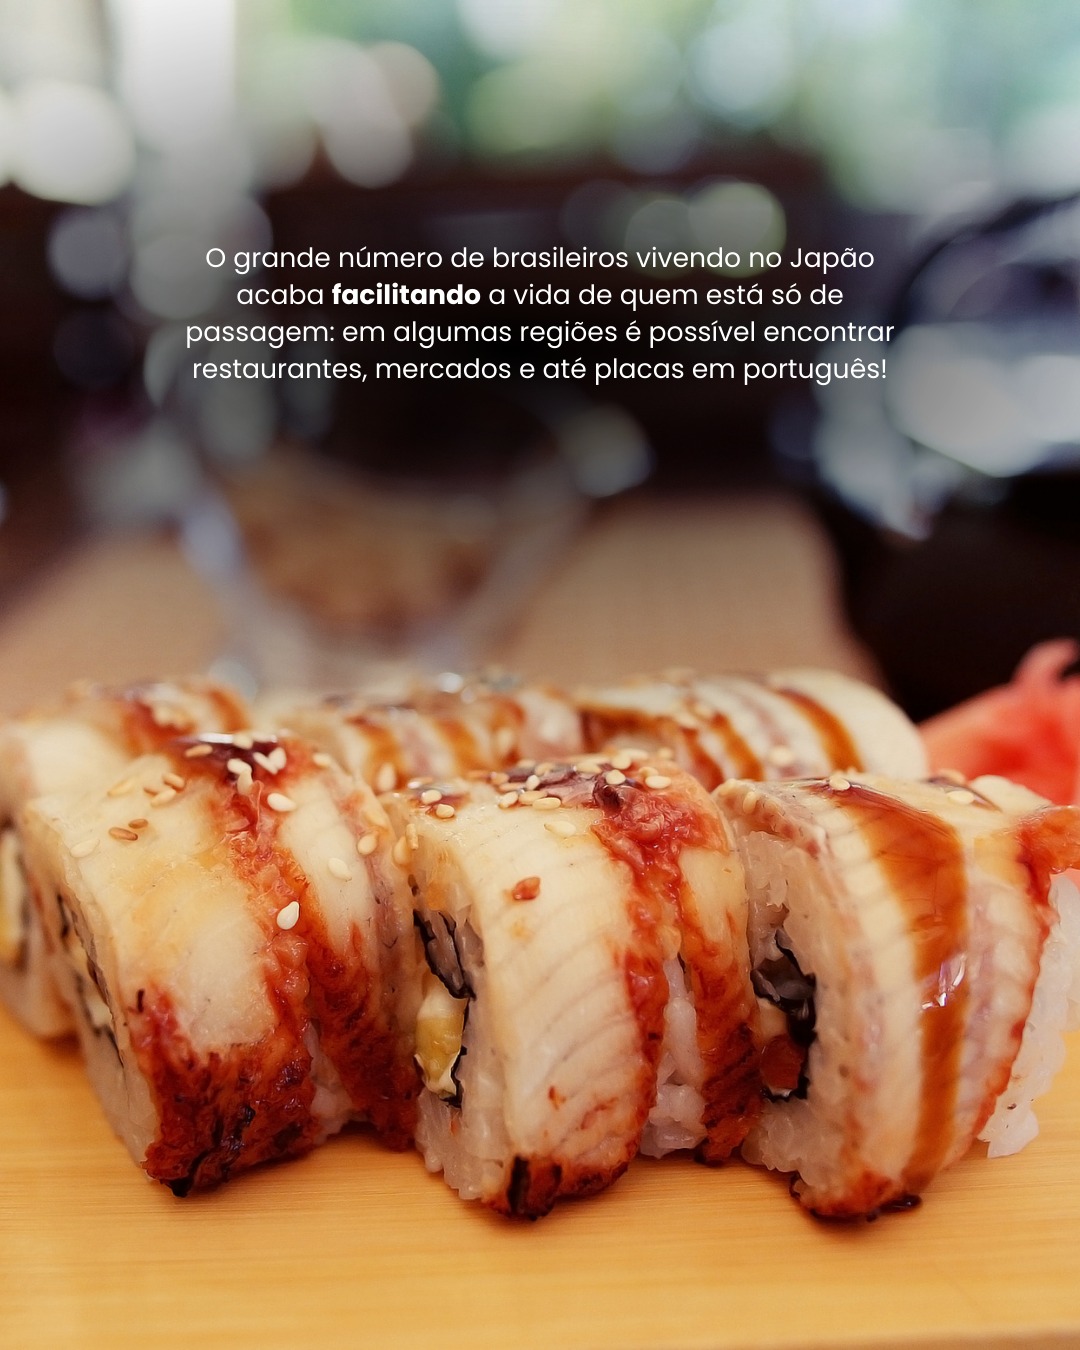 O grande número de brasileiros vivendo no Japão
acaba facilitando a vida de quem está só de
passagem: em algumas regiões é possível encontrar
restaurantes, mercados e até placas em português!